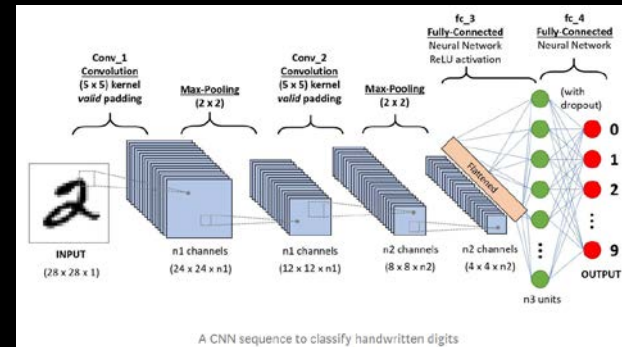 fc_3
Fully-Connected
Neural Network
ReLU activation
fc_4
Fully-Connected
Neural Network
Conv_1
Convolution
(5 x 5) kernel
valid padding
Max-Pooling
(2 x 2)
Conv_2
Convolution
(5 x 5) kernel
valid padding
Max-Pooling
(2 x 2)
(with
dropout)
Flattened
0
1
2
9
OUTPUT
2
INPUT
(28 x 28 x 1)
n1 channels
(24 x 24 x n1)
n1 channels
(12 x 12 x n1)
n2 channels
(8 x 8 x n2)
n2 channels
(4 x 4 x n2)
n3 units
A CNN sequence to classify handwritten digits